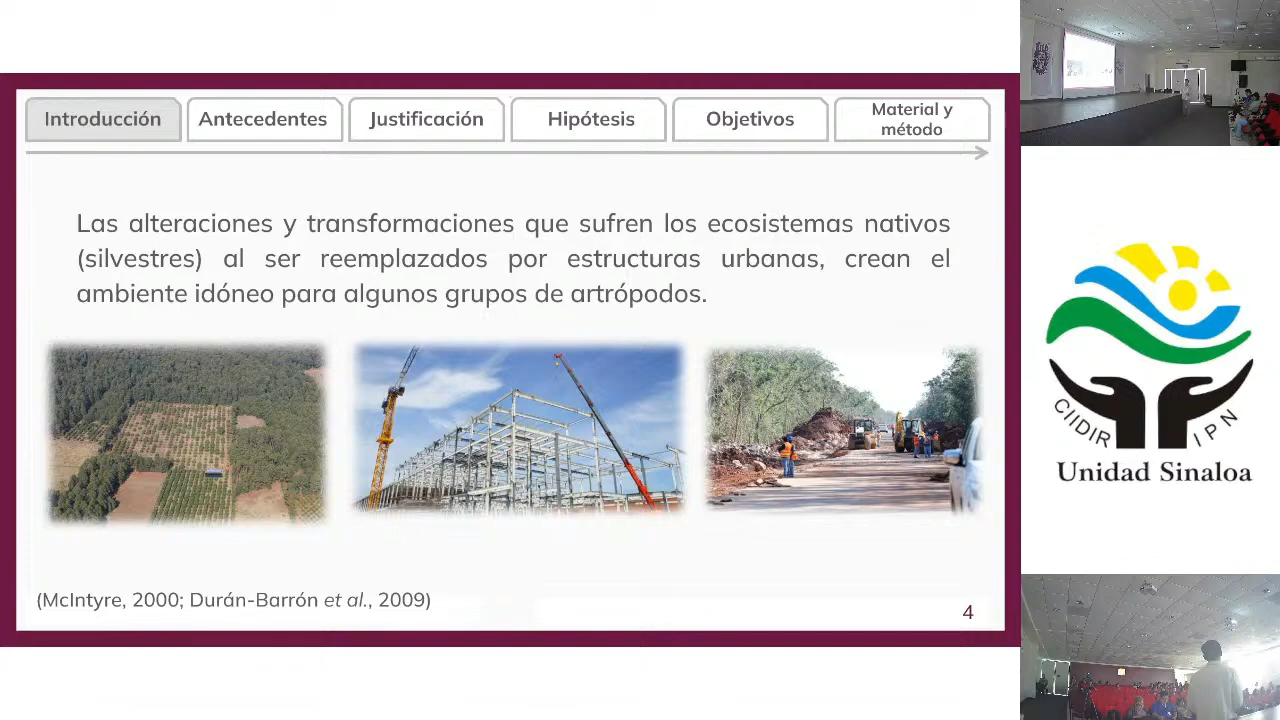 Introducción
Antecedentes
Justificación
Hipótesis
Objetivos
Material y
método
Las alteraciones y transformaciones que sufren los ecosistemas nativos
(silvestres) al ser reemplazados por estructuras urbanas, crean el
ambiente idóneo para algunos grupos de artrópodos.
(McIntyre, 2000; Durán-Barrón et al., 2009)
4
CIIDIR IPN
Unidad Sinaloa